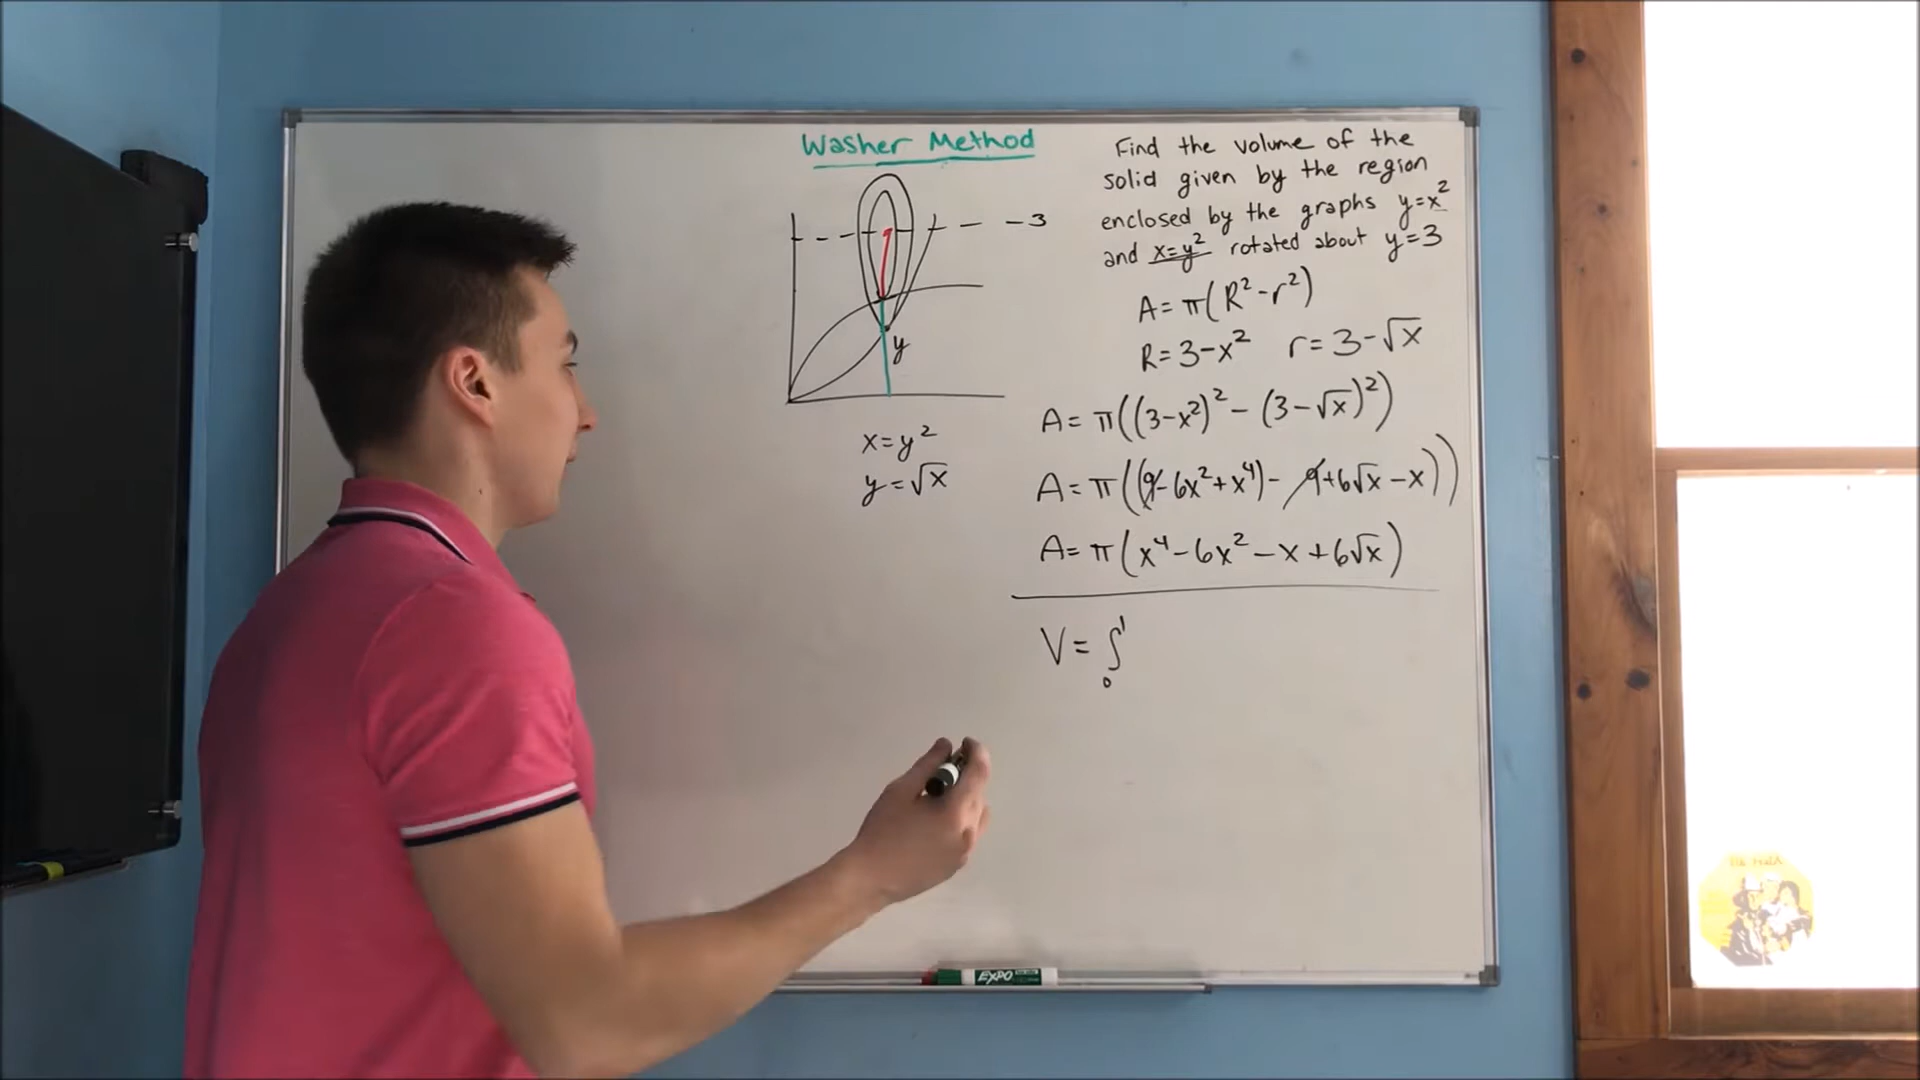 Washer Method
-3
y
x=y²
y=√x
Find the volume of the
solid given by the region
enclosed by the graphs y=x²
and x=y² rotated about y=3
A=π(R²-r²)
R=3-x² r=3-√x
A=π((3-x²)²-(3-√x)²)
A=π((9-6x²+x⁴)-9+6√x-x))
A=π(x⁴-6x²-x+6√x)
V=∫₀¹
EXPO